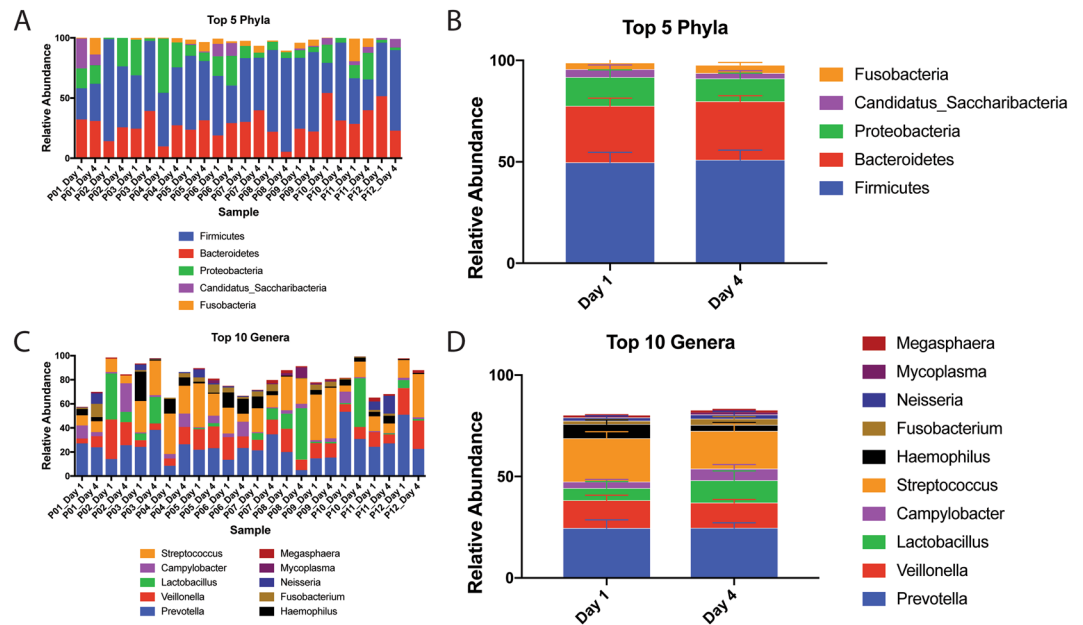 A
Top 5 Phyla
Relative Abundance
100
50
0
P01_Day 1
P01_Day 4
P02_Day 1
P02_Day 4
P03_Day 1
P03_Day 4
P04_Day 1
P04_Day 4
P05_Day 1
P05_Day 4
P06_Day 1
P06_Day 4
P07_Day 1
P07_Day 4
P08_Day 1
P08_Day 4
P09_Day 1
P09_Day 4
P10_Day 1
P10_Day 4
P11_Day 1
P11_Day 4
P12_Day 1
P12_Day 4
Sample
Firmicutes
Bacteroidetes
Proteobacteria
Candidatus_Saccharibacteria
Fusobacteria
B
Top 5 Phyla
Relative Abundance
100
50
0
Day 1
Day 4
Fusobacteria
Candidatus_Saccharibacteria
Proteobacteria
Bacteroidetes
Firmicutes
C
Top 10 Genera
Relative Abundance
100
80
60
40
20
0
P01_Day 1
P01_Day 4
P02_Day 1
P02_Day 4
P03_Day 1
P03_Day 4
P04_Day 1
P04_Day 4
P05_Day 1
P05_Day 4
P06_Day 1
P06_Day 4
P07_Day 1
P07_Day 4
P08_Day 1
P08_Day 4
P09_Day 1
P09_Day 4
P10_Day 1
P10_Day 4
P11_Day 1
P11_Day 4
P12_Day 1
P12_Day 4
Sample
Streptococcus
Campylobacter
Lactobacillus
Veillonella
Prevotella
Megasphaera
Mycoplasma
Neisseria
Fusobacterium
Haemophilus
D
Top 10 Genera
Relative Abundance
100
50
0
Day 1
Day 4
Megasphaera
Mycoplasma
Neisseria
Fusobacterium
Haemophilus
Streptococcus
Campylobacter
Lactobacillus
Veillonella
Prevotella